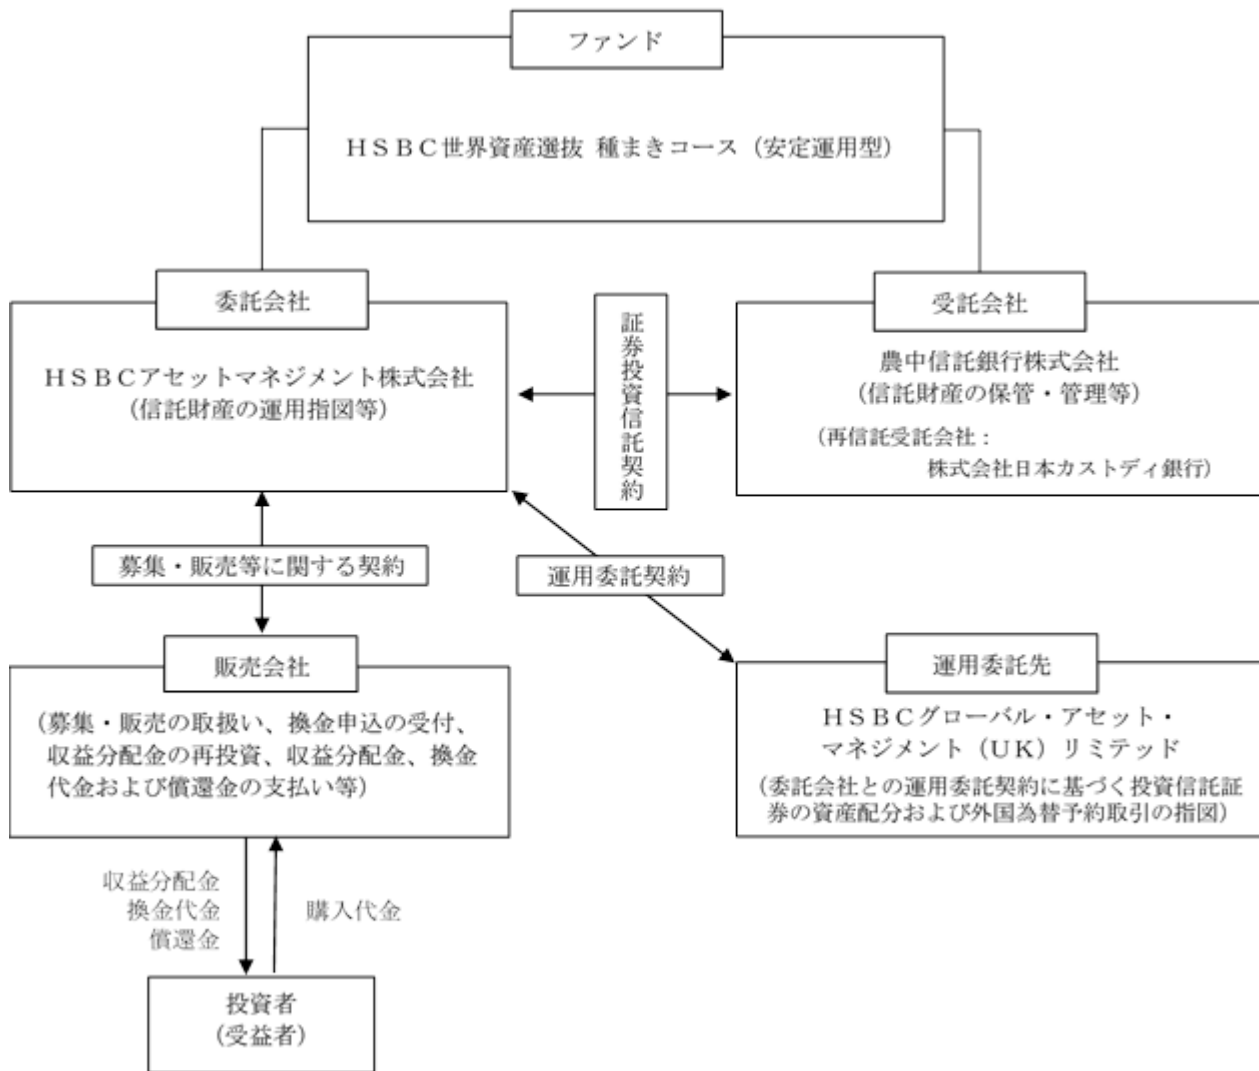 ファンド
HSBC世界資産選抜 種まきコース（安定運用型）
委託会社
HSBCアセットマネジメント株式会社
（信託財産の運用指図等）
証券投資信託契約
受託会社
農中信託銀行株式会社
（信託財産の保管・管理等）
（再信託受託会社：
株式会社日本カストディ銀行）
募集・販売等に関する契約
運用委託契約
販売会社
（募集・販売の取扱い、換金申込の受付、
収益分配金の再投資、収益分配金、換金
代金および償還金の支払い等）
運用委託先
HSBCグローバル・アセット・
マネジメント（UK）リミテッド
（委託会社との運用委託契約に基づく投資信託証
券の資産配分および外国為替予約取引の指図）
収益分配金
換金代金
償還金
購入代金
投資者
（受益者）